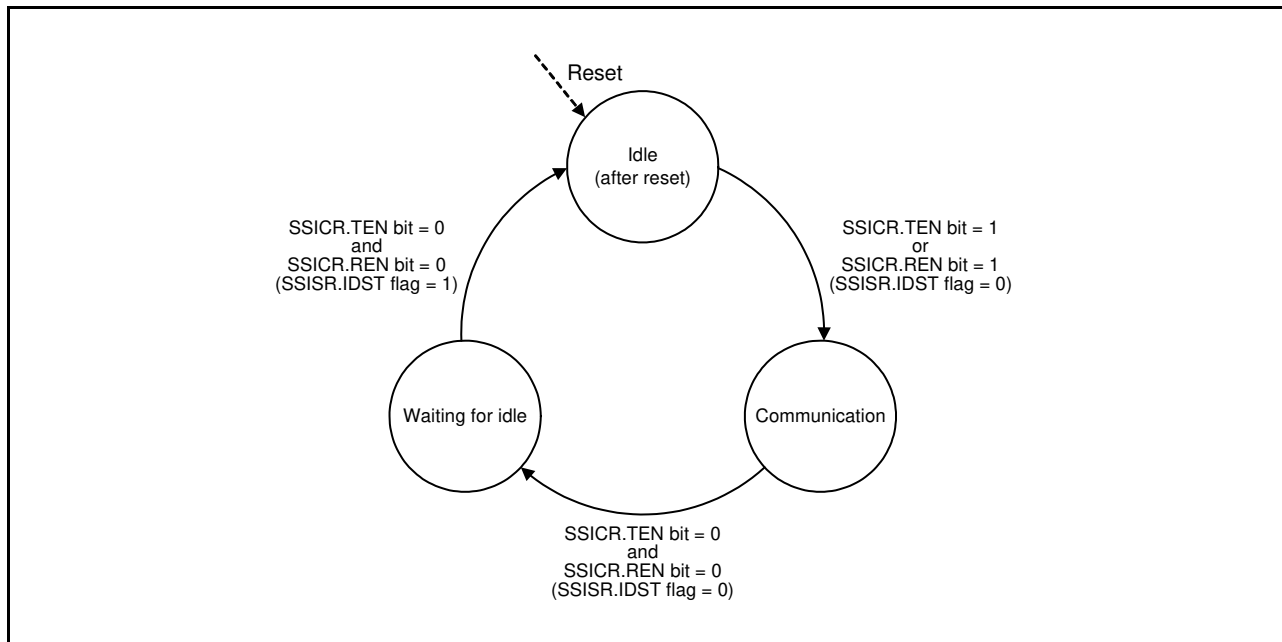 Reset
Idle
(after reset)
SSICR.TEN bit = 0
and
SSICR.REN bit = 0
(SSISR.IDST flag = 1)
SSICR.TEN bit = 1
or
SSICR.REN bit = 1
(SSISR.IDST flag = 0)
Waiting for idle
Communication
SSICR.TEN bit = 0
and
SSICR.REN bit = 0
(SSISR.IDST flag = 0)